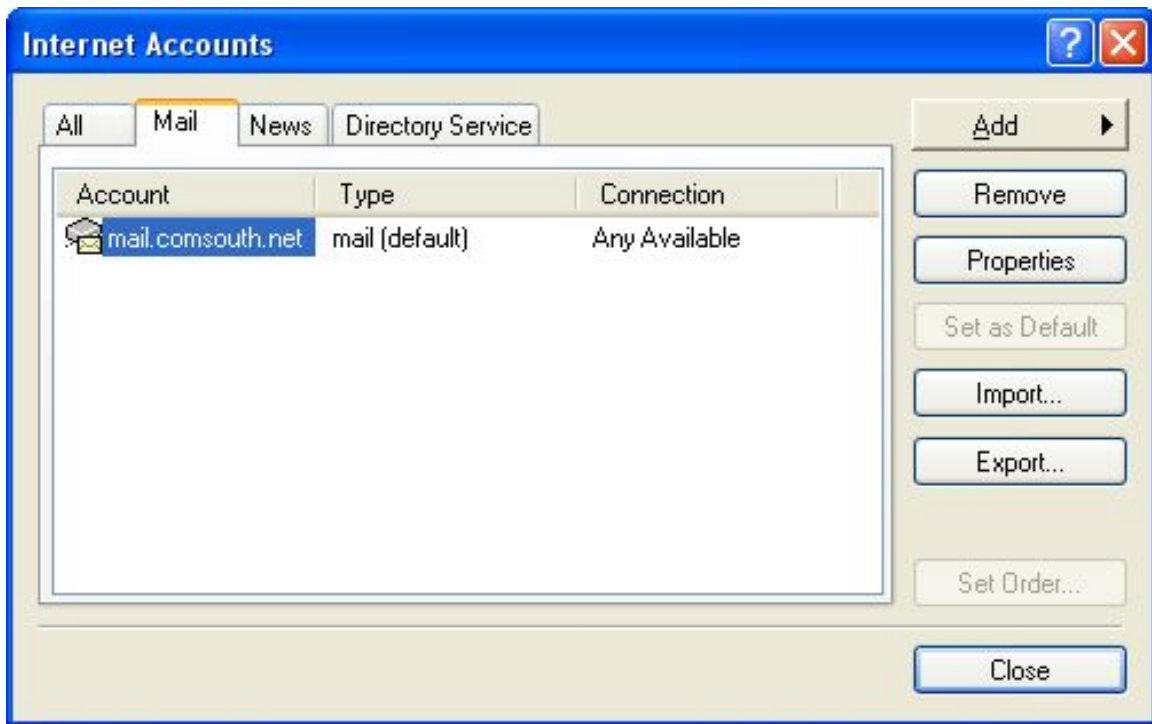 Internet Accounts
All Mail News Directory Service
Add
Account Type Connection
Remove
mail.comsouth.net mail (default) Any Available
Properties
Set as Default
Import...
Export...
Set Order...
Close